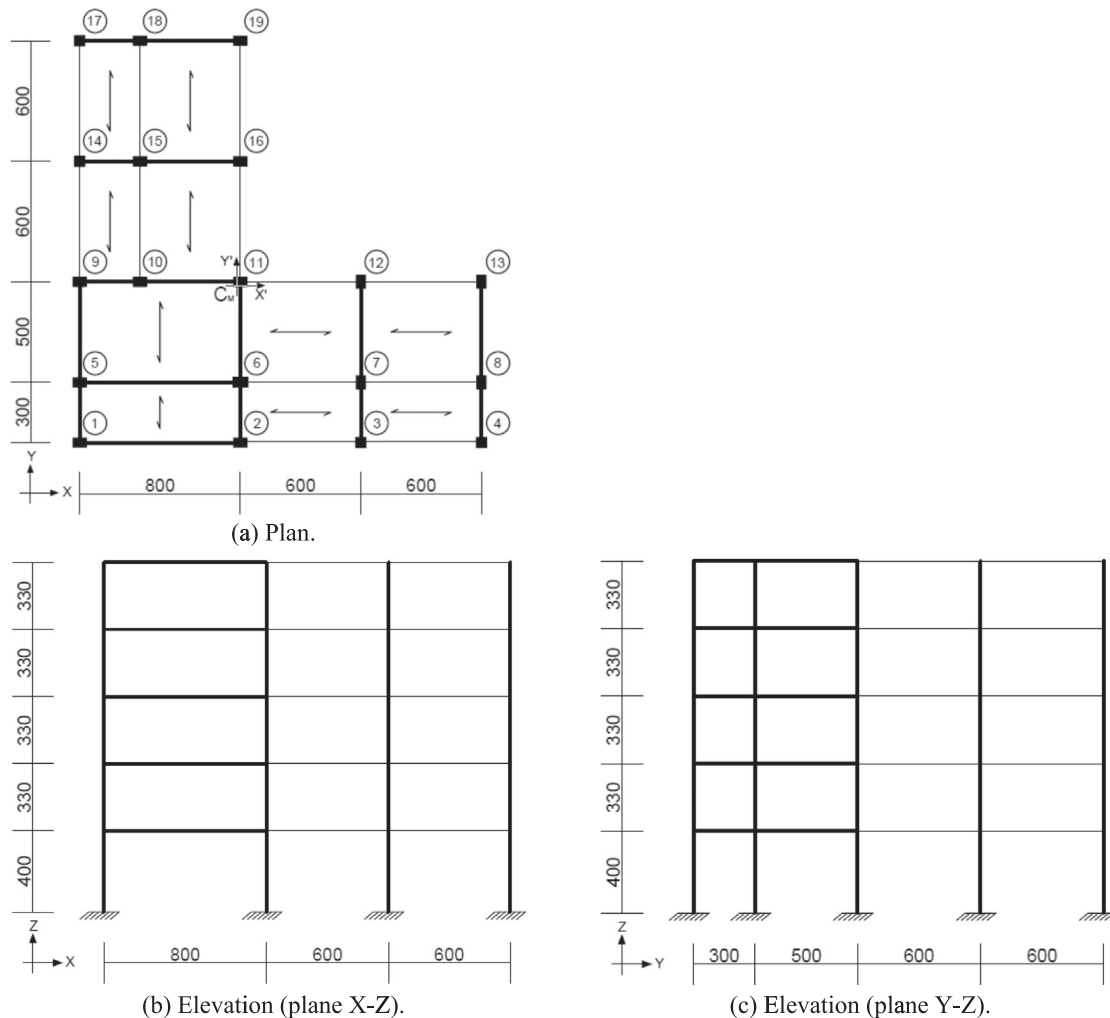 17 18 19
600
14 15 16
600
9 10 Y' 11 12 13
CM X'
500
5 6 7 8
300
1 2 3 4
Y
X
800 600 600
(a) Plan.
330
330
330
330
400
Z
X
800 600 600
(b) Elevation (plane X-Z).
330
330
330
330
400
Z
Y
300 500 600 600
(c) Elevation (plane Y-Z).